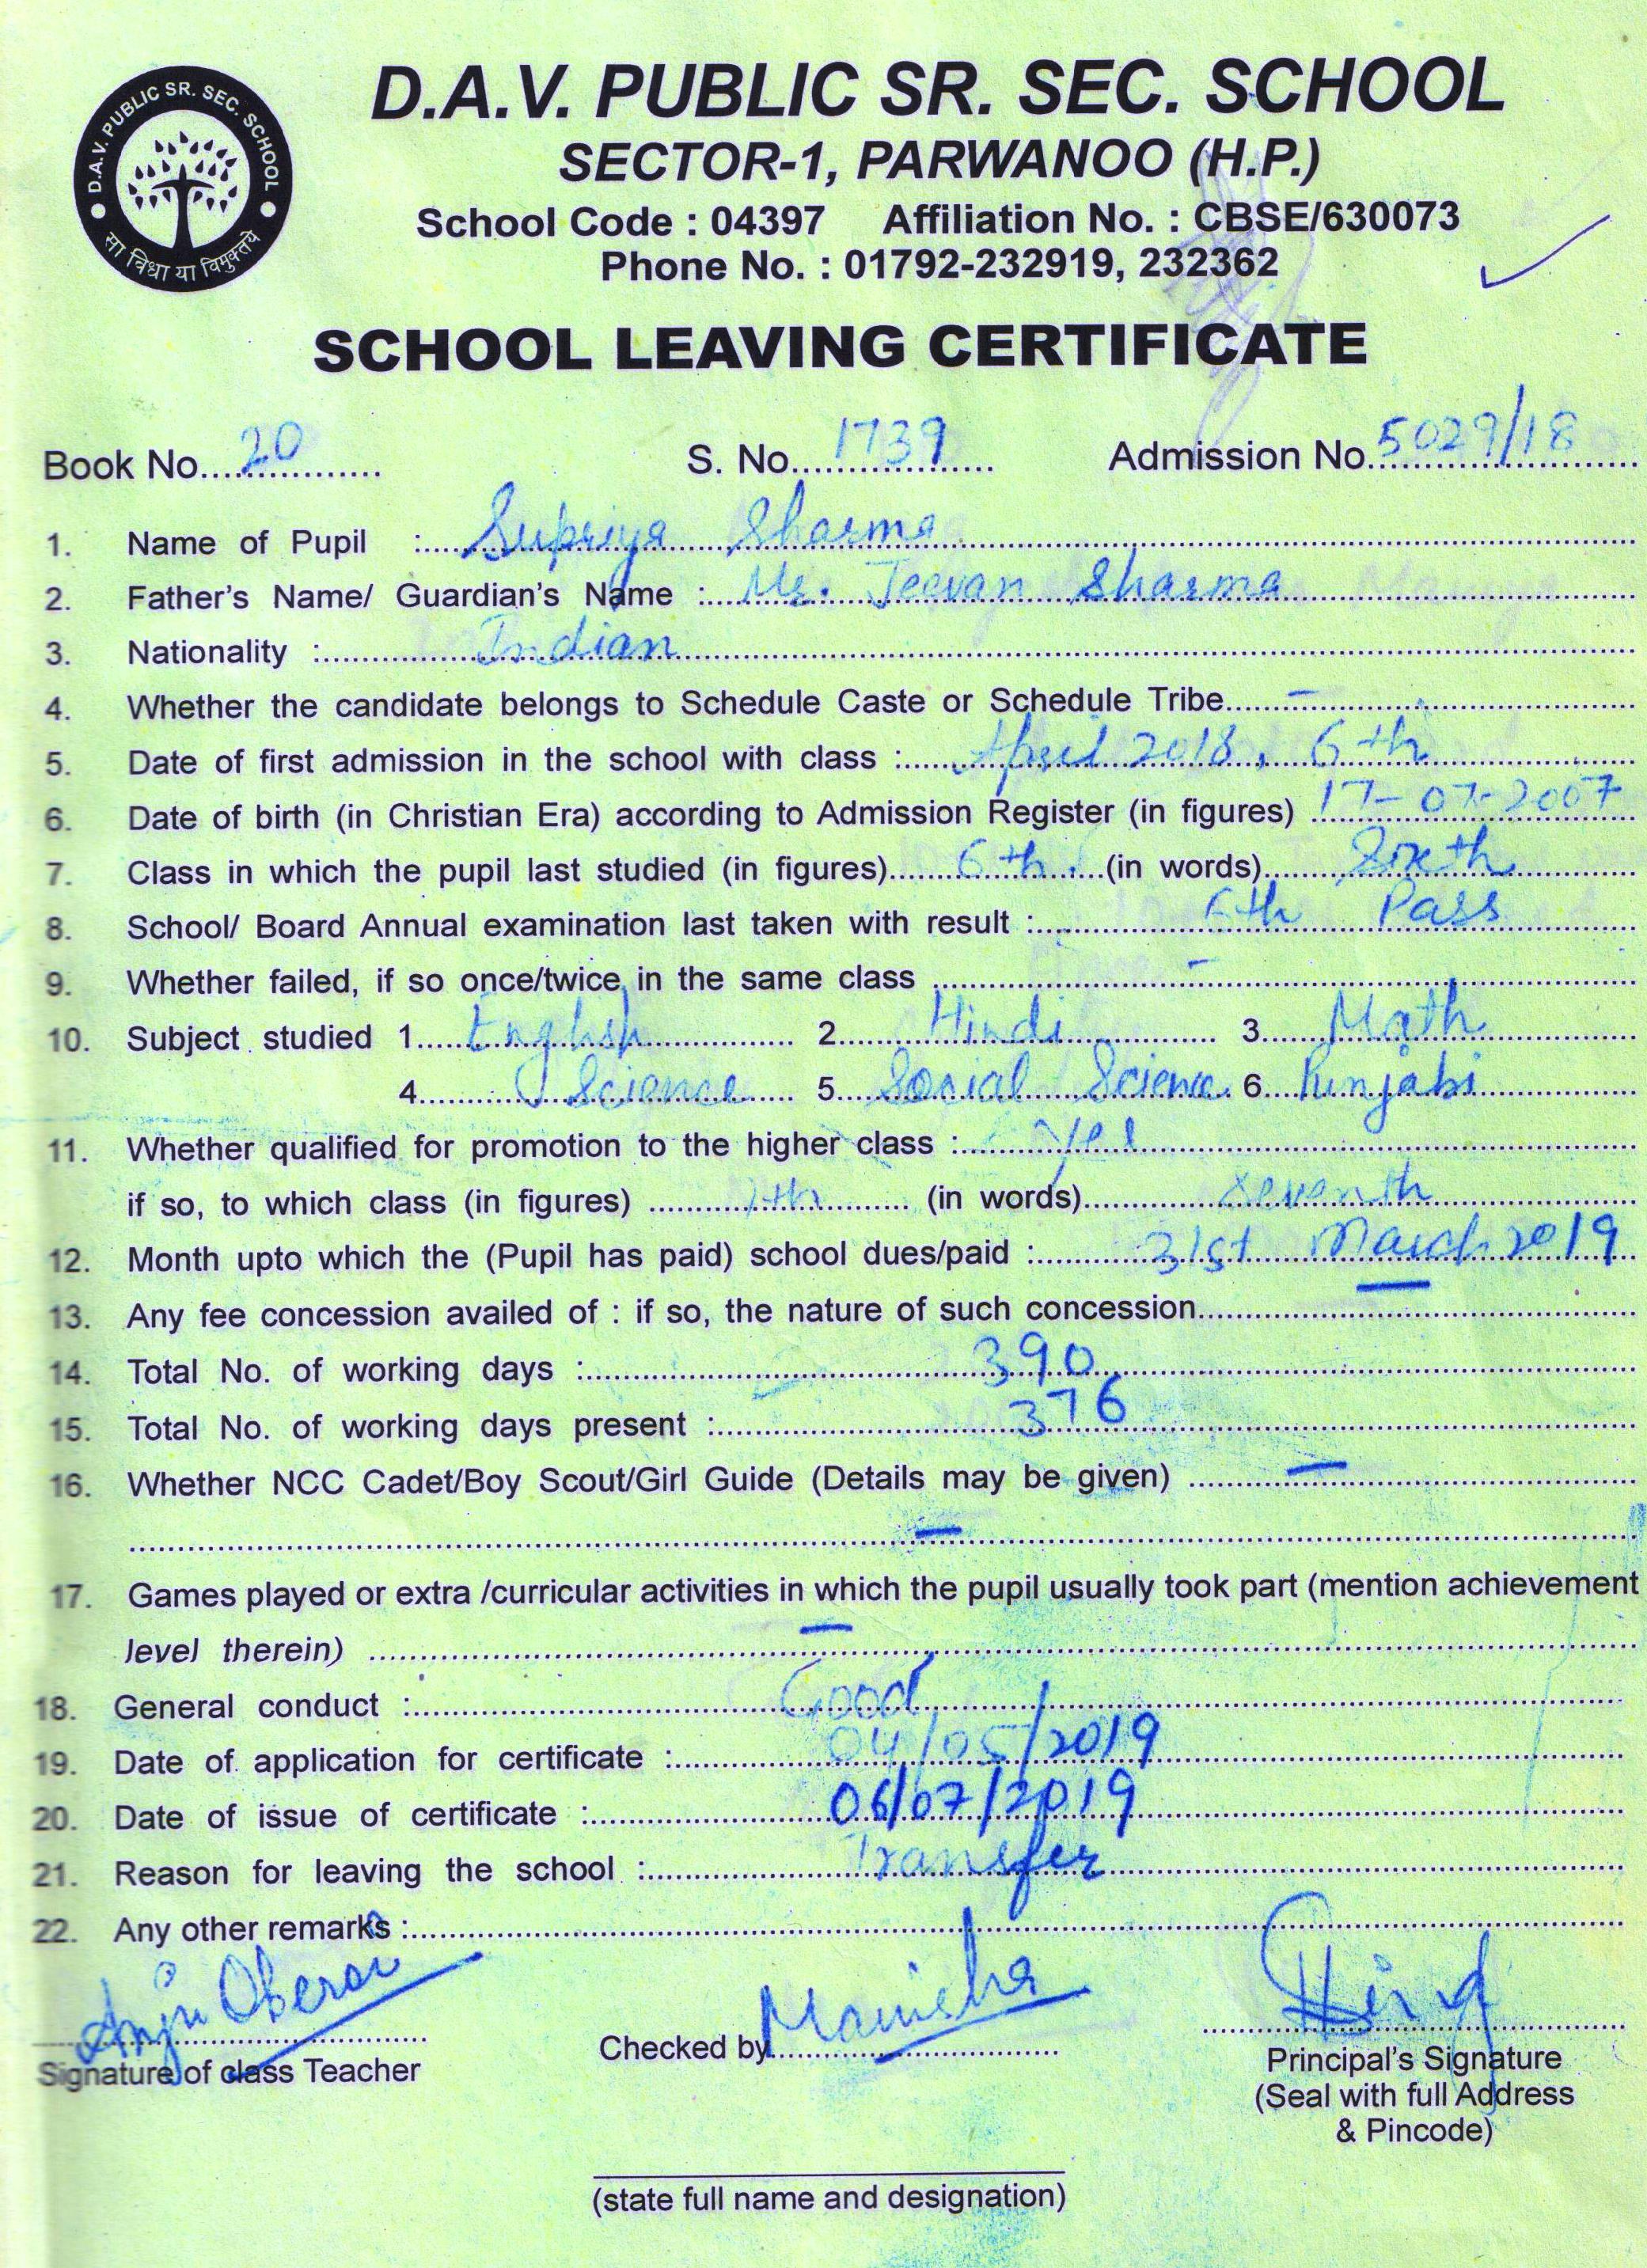 D.A.V. PUBLIC SR. SEC. SCHOOL
सा विद्या या विमुक्तये
D.A.V. PUBLIC SR. SEC. SCHOOL
SECTOR-1, PARWANOO (H.P.)
School Code : 04397 Affiliation No. : CBSE/630073
Phone No. : 01792-232919, 232362
SCHOOL LEAVING CERTIFICATE
Book No. 20 S. No. 1739 Admission No. 5029/18
1. Name of Pupil : Supriya Sharma
2. Father's Name/ Guardian's Name : Mr. Jeevan Sharma
3. Nationality : Indian
4. Whether the candidate belongs to Schedule Caste or Schedule Tribe –
5. Date of first admission in the school with class : April 2018, 6th
6. Date of birth (in Christian Era) according to Admission Register (in figures) 17-07-2007
7. Class in which the pupil last studied (in figures) 6th. (in words) Sixth
8. School/ Board Annual examination last taken with result : 6th Pass
9. Whether failed, if so once/twice in the same class –
10. Subject studied 1. English 2. Hindi 3. Math
4. Science 5. Social Science 6. Punjabi
11. Whether qualified for promotion to the higher class : Yes
if so, to which class (in figures) 7th (in words) Seventh
12. Month upto which the (Pupil has paid) school dues/paid : 31st March 2019
13. Any fee concession availed of : if so, the nature of such concession –
14. Total No. of working days : 390
15. Total No. of working days present : 376
16. Whether NCC Cadet/Boy Scout/Girl Guide (Details may be given) –
–
17. Games played or extra /curricular activities in which the pupil usually took part (mention achievement
level therein) –
18. General conduct : Good
19. Date of application for certificate : 04/05/2019
20. Date of issue of certificate : 06/07/2019
21. Reason for leaving the school : Transfer
22. Any other remarks :
Anju Oberoi Manisha
Signature of class Teacher Checked by Principal's Signature
(Seal with full Address
& Pincode)
(state full name and designation)